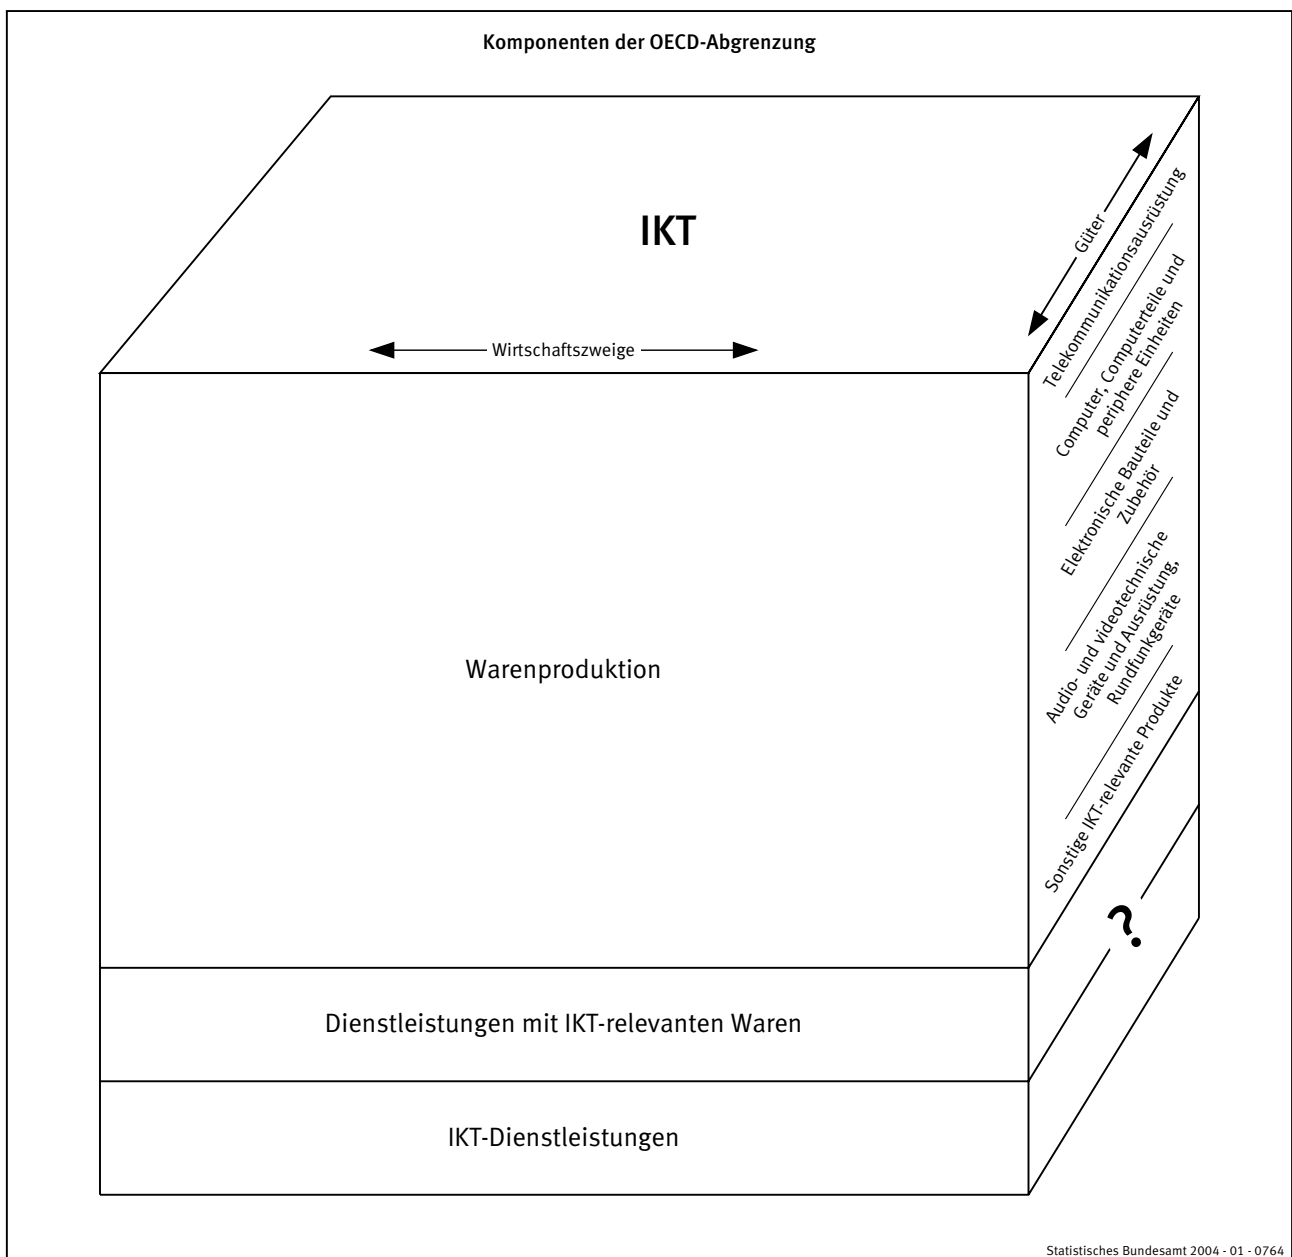 Komponenten der OECD-Abgrenzung
IKT
Güter
Wirtschaftszweige
Telekommunikationsausrüstung
Computer, Computerteile und
periphere Einheiten
Elektronische Bauteile und
Zubehör
Audio- und videotechnische
Geräte und Ausrüstung,
Rundfunkgeräte
Sonstige IKT-relevante Produkte
Warenproduktion
?
Dienstleistungen mit IKT-relevanten Waren
IKT-Dienstleistungen
Statistisches Bundesamt 2004 - 01 - 0764